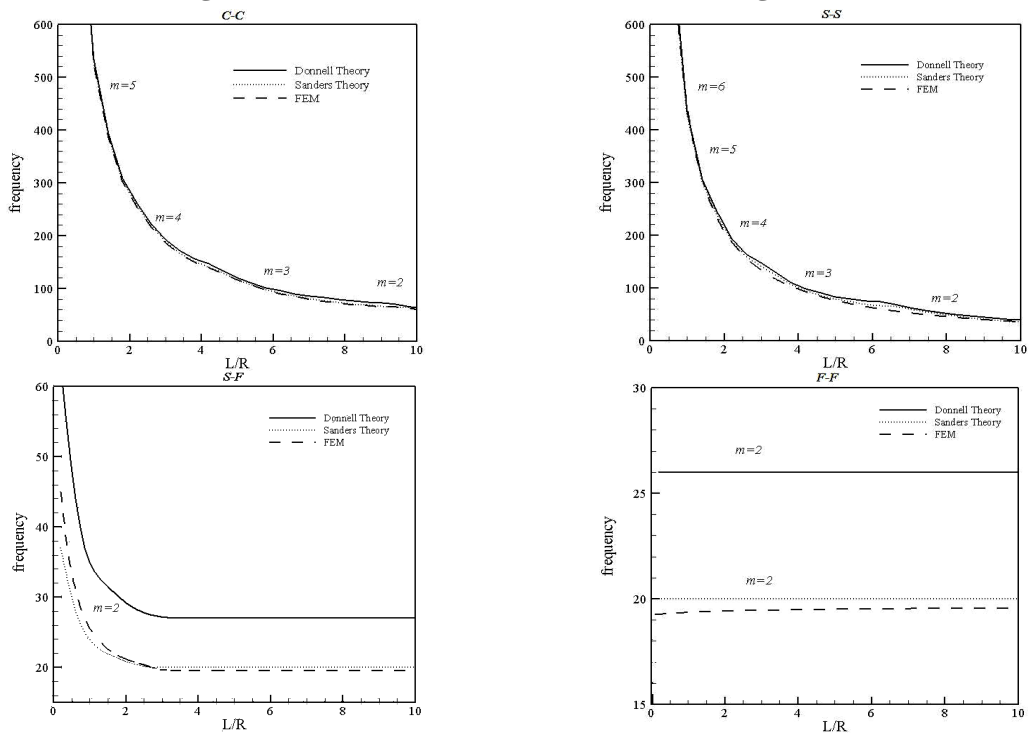 C-C
600
500
400
300
200
100
0
frequency
m=5
m=4
m=3
m=2
Donnell Theory
Sanders Theory
FEM
0 2 4 6 8 10
L/R
S-S
600
500
400
300
200
100
0
frequency
m=6
m=5
m=4
m=3
m=2
Donnell Theory
Sanders Theory
FEM
0 2 4 6 8 10
L/R
S-F
60
50
40
30
20
frequency
m=2
Donnell Theory
Sanders Theory
FEM
0 2 4 6 8 10
L/R
F-F
30
25
20
15
frequency
m=2
m=2
Donnell Theory
Sanders Theory
FEM
0 2 4 6 8 10
L/R